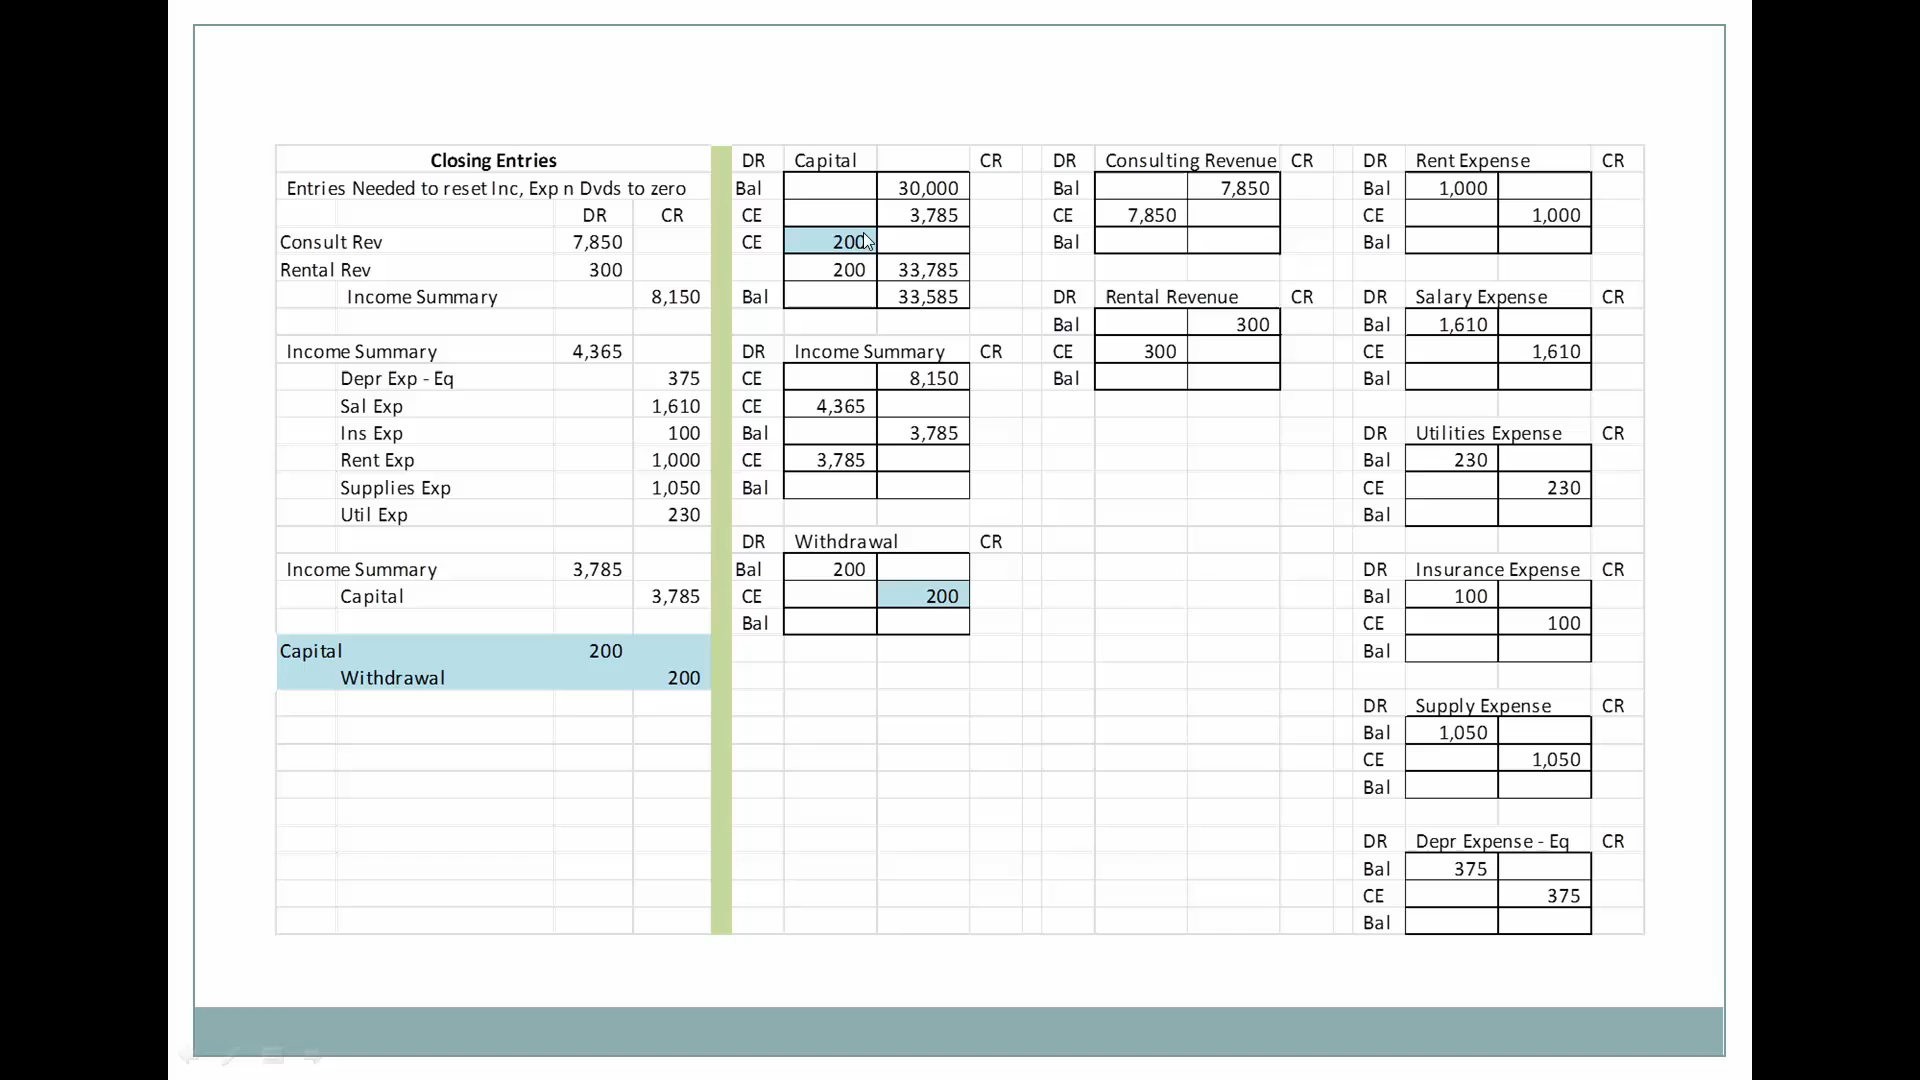 Closing Entries
Entries Needed to reset Inc, Exp n Dvds to zero
DR CR
Consult Rev 7,850
Rental Rev 300
Income Summary 8,150
Income Summary 4,365
Depr Exp - Eq 375
Sal Exp 1,610
Ins Exp 100
Rent Exp 1,000
Supplies Exp 1,050
Util Exp 230
Income Summary 3,785
Capital 3,785
Capital 200
Withdrawal 200
DR Capital CR
Bal 30,000
CE 3,785
CE 200
200 33,785
Bal 33,585
DR Income Summary CR
CE 8,150
CE 4,365
Bal 3,785
CE 3,785
Bal
DR Withdrawal CR
Bal 200
CE 200
Bal
DR Consulting Revenue CR
Bal 7,850
CE 7,850
Bal
DR Rental Revenue CR
Bal 300
CE 300
Bal
DR Rent Expense CR
Bal 1,000
CE 1,000
Bal
DR Salary Expense CR
Bal 1,610
CE 1,610
Bal
DR Utilities Expense CR
Bal 230
CE 230
Bal
DR Insurance Expense CR
Bal 100
CE 100
Bal
DR Supply Expense CR
Bal 1,050
CE 1,050
Bal
DR Depr Expense - Eq CR
Bal 375
CE 375
Bal